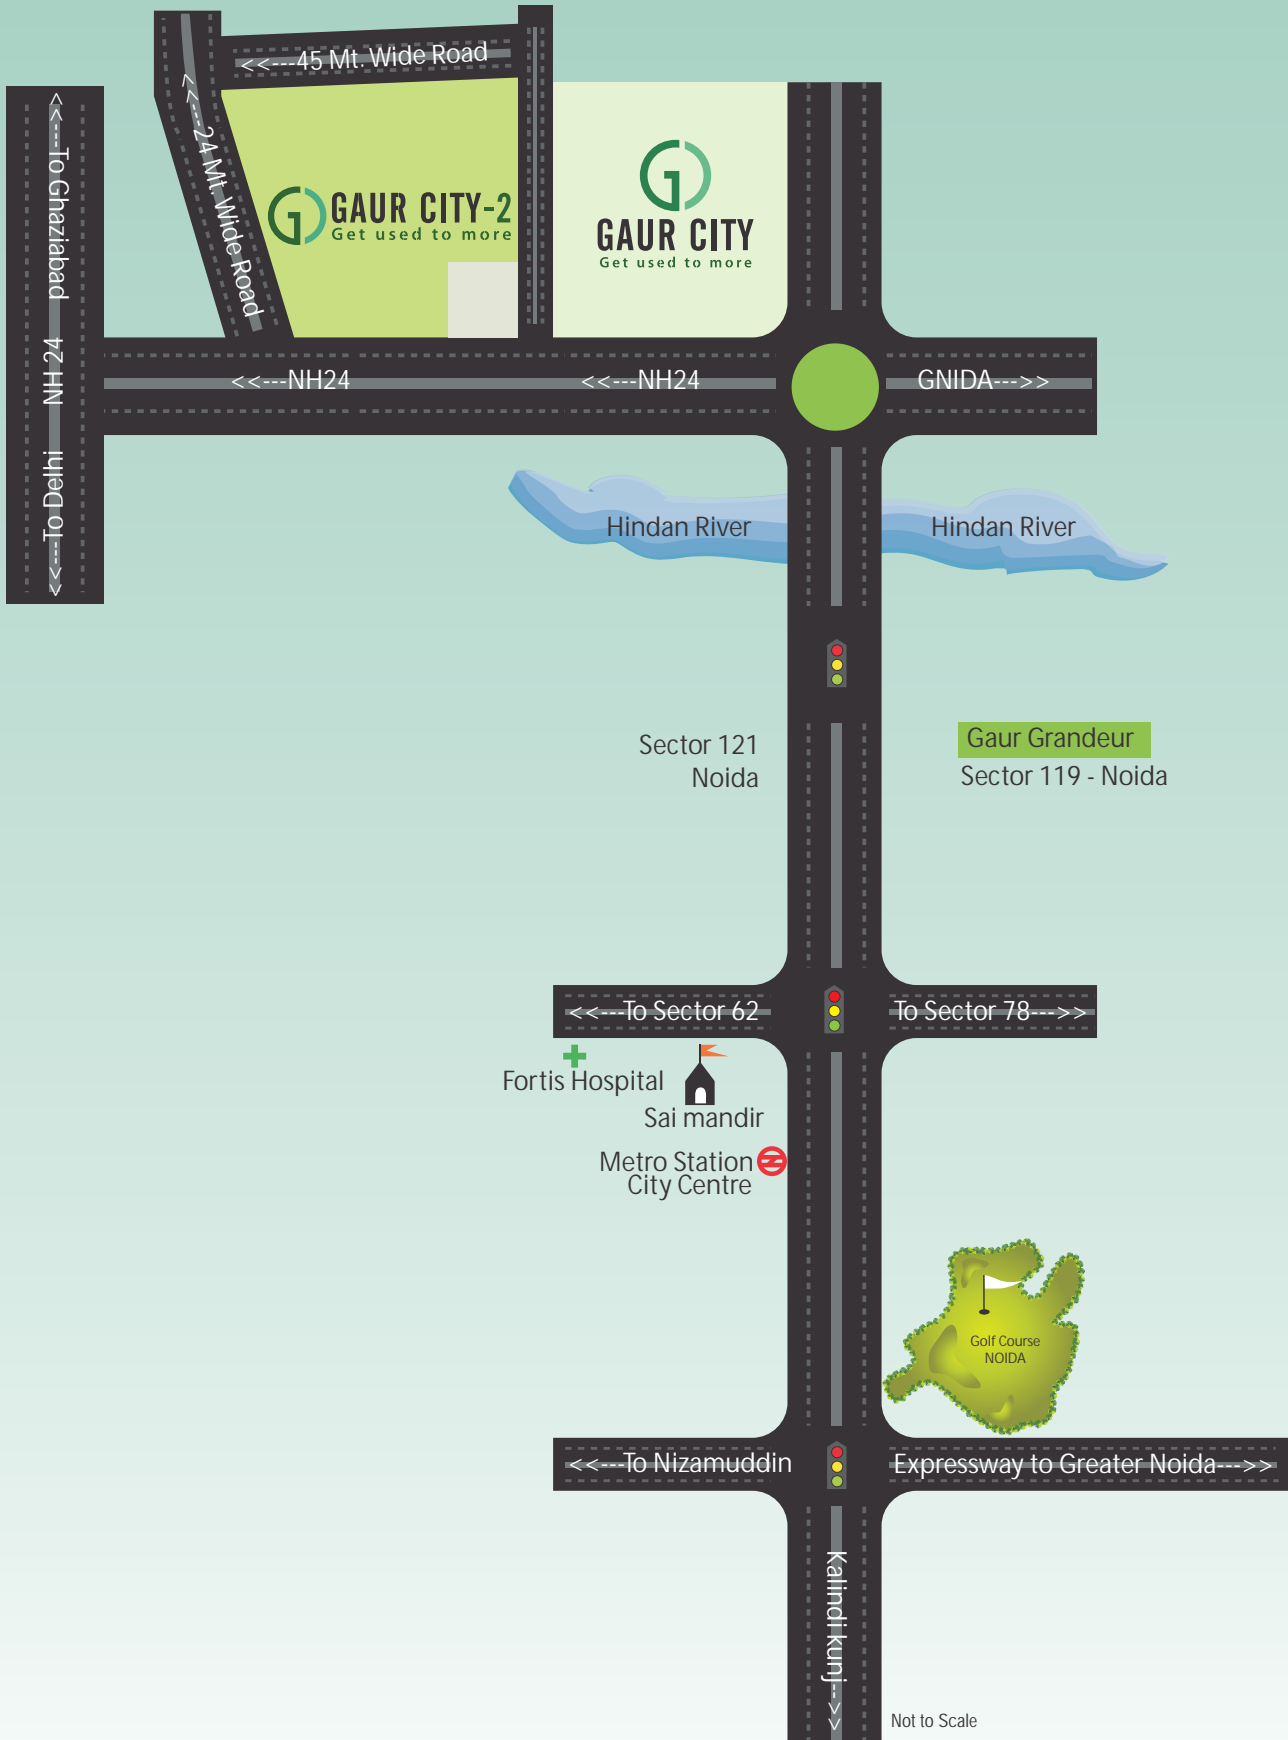 <<---45 Mt. Wide Road
<<---24 Mt. Wide Road
<<---To Ghaziabad
NH 24
<<---To Delhi
GAUR CITY-2
Get used to more
GAUR CITY
Get used to more
<<---NH24
<<---NH24
GNIDA--->>
Hindan River
Hindan River
Sector 121
Noida
Gaur Grandeur
Sector 119 - Noida
<<---To Sector 62
To Sector 78--->>
Fortis Hospital
Sai mandir
Metro Station
City Centre
Golf Course
NOIDA
<<---To Nizamuddin
Expressway to Greater Noida--->>
Kalindi kunj-->>
Not to Scale